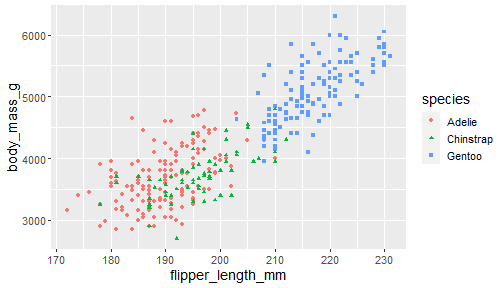 body_mass_g
6000
5000
4000
3000
170
180
190
200
210
220
230
flipper_length_mm
species
Adelie
Chinstrap
Gentoo